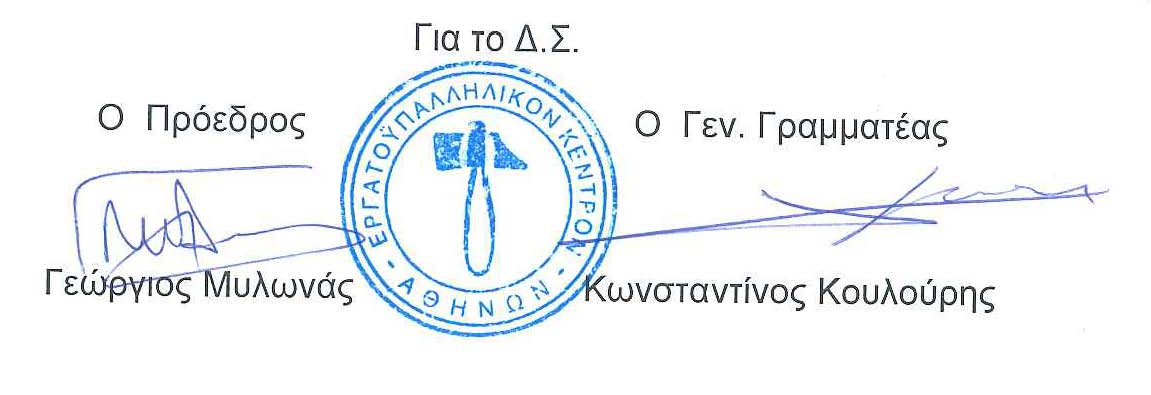 Για το Δ.Σ.
Ο Πρόεδρος
Ο Γεν. Γραμματέας
ΕΡΓΑΤΟΫΠΑΛΛΗΛΙΚΟΝ ΚΕΝΤΡΟΝ
- ΑΘΗΝΩΝ -
Γεώργιος Μυλωνάς
Κωνσταντίνος Κουλούρης